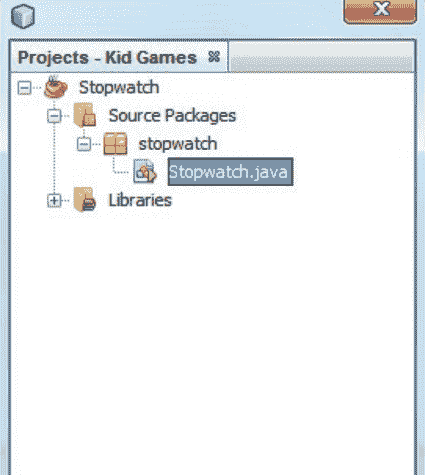 Projects - Kid Games
Stopwatch
Source Packages
stopwatch
Stopwatch.java
Libraries